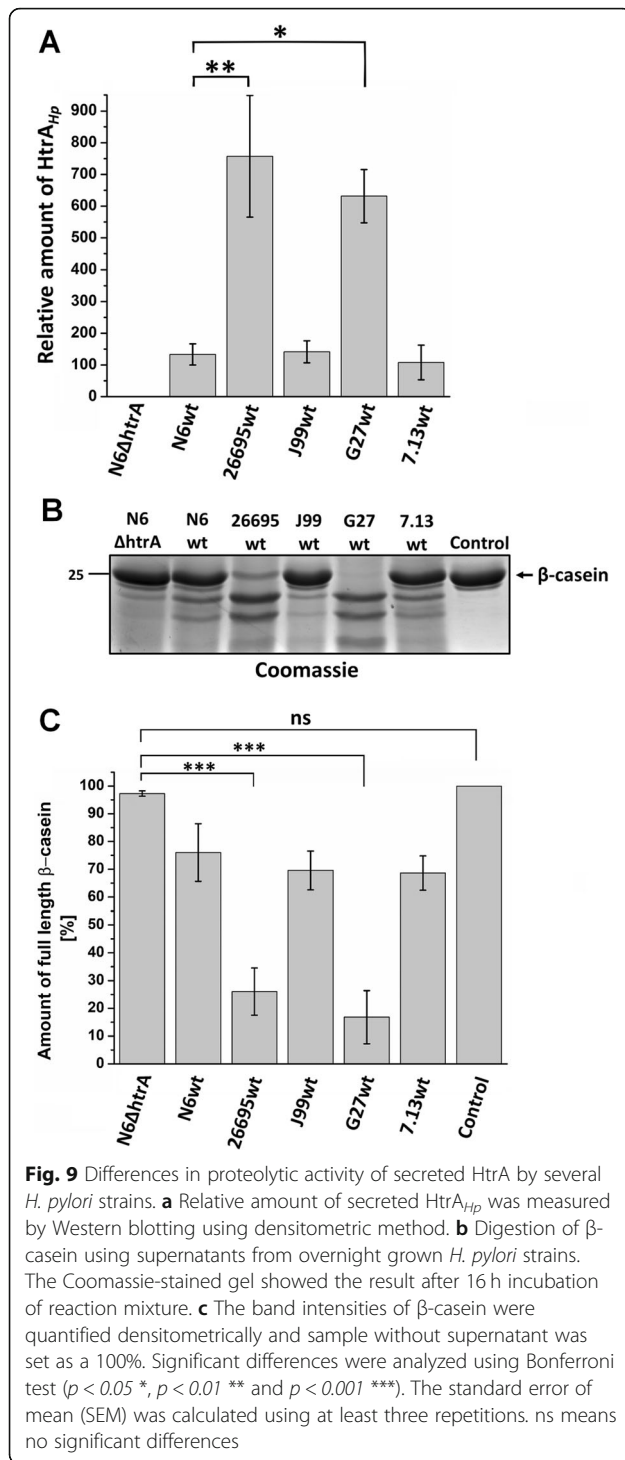 A
*
**
Relative amount of HtrA_Hp
900
800
700
600
500
400
300
200
100
0
N6ΔhtrA
N6wt
26695wt
J99wt
G27wt
7.13wt
B
N6 N6 26695 J99 G27 7.13
ΔhtrA wt wt wt wt wt Control
25
β-casein
Coomassie
C
ns
***
***
Amount of full length β–casein
[%]
100
90
80
70
60
50
40
30
20
10
0
N6ΔhtrA
N6wt
26695wt
J99wt
G27wt
7.13wt
Control
Fig. 9 Differences in proteolytic activity of secreted HtrA by several
H. pylori strains. a Relative amount of secreted HtrA_Hp was measured
by Western blotting using densitometric method. b Digestion of β-
casein using supernatants from overnight grown H. pylori strains.
The Coomassie-stained gel showed the result after 16 h incubation
of reaction mixture. c The band intensities of β-casein were
quantified densitometrically and sample without supernatant was
set as a 100%. Significant differences were analyzed using Bonferroni
test (p < 0.05 *, p < 0.01 ** and p < 0.001 ***). The standard error of
mean (SEM) was calculated using at least three repetitions. ns means
no significant differences